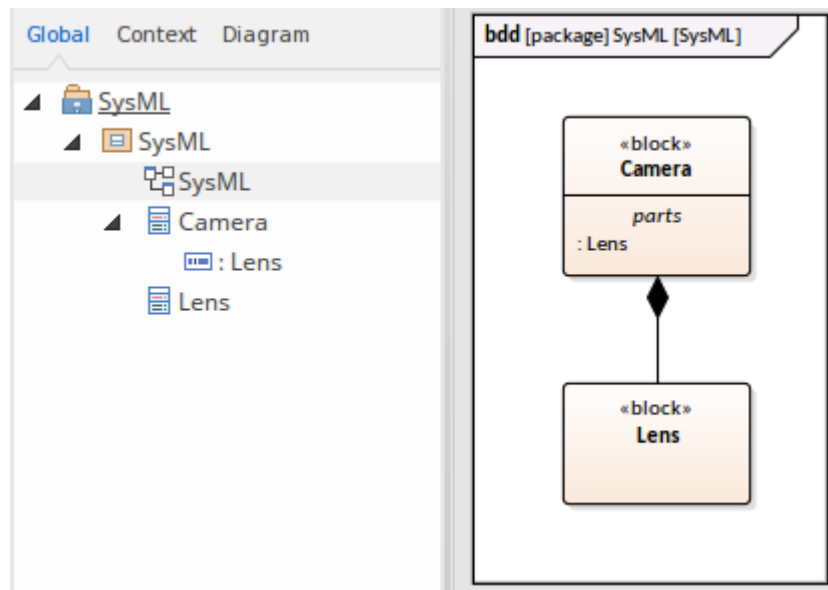 Global Context Diagram
SysML
SysML
SysML
Camera
: Lens
Lens
bdd [package] SysML [SysML]
«block»
Camera
parts
: Lens
«block»
Lens